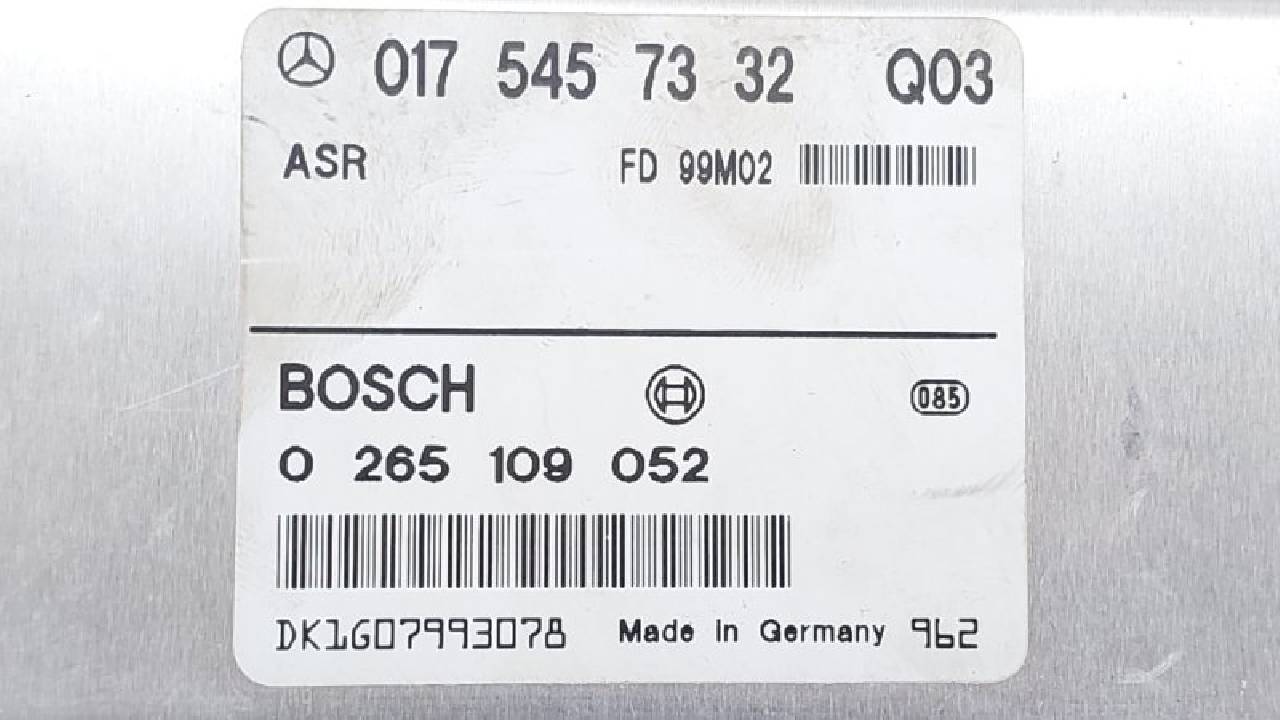 017 545 73 32 Q03
ASR FD 99M02
BOSCH 085
0 265 109 052
DK1G07993078 Made in Germany 962